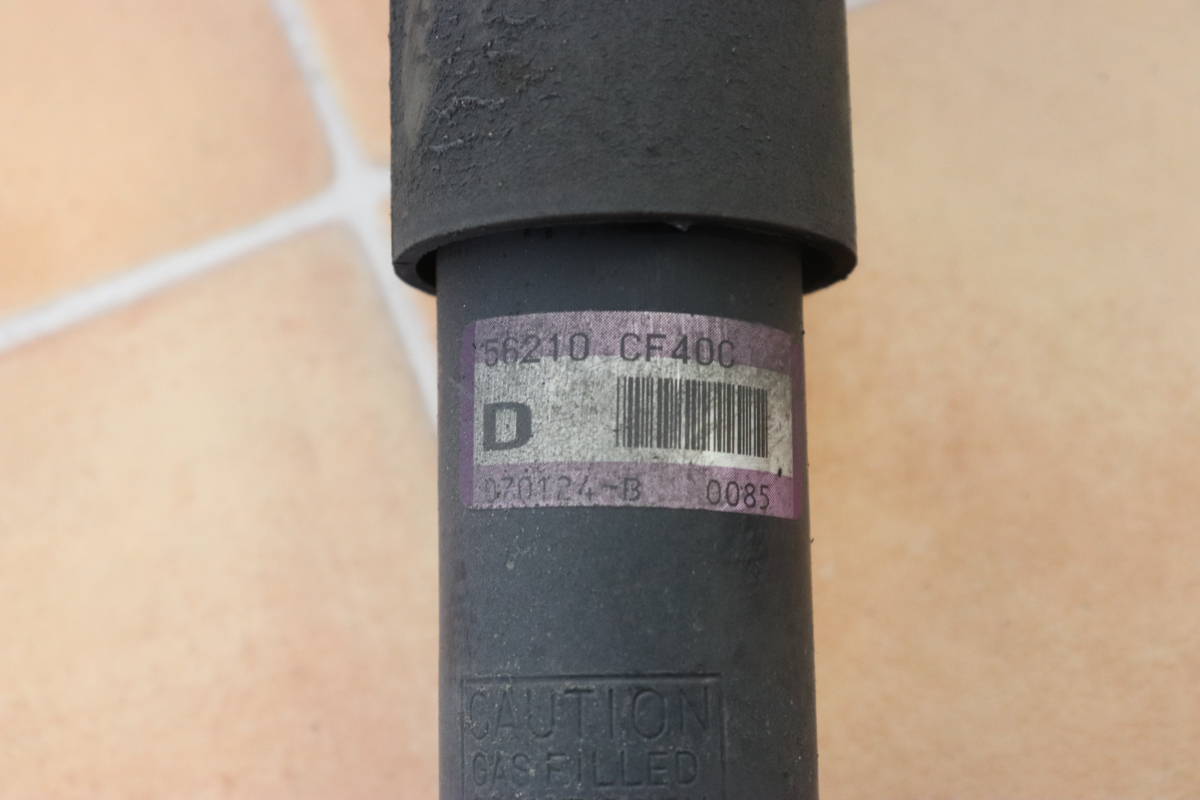 56210 CF40C
D
070124-B 0085
CAUTION
GAS FILLED